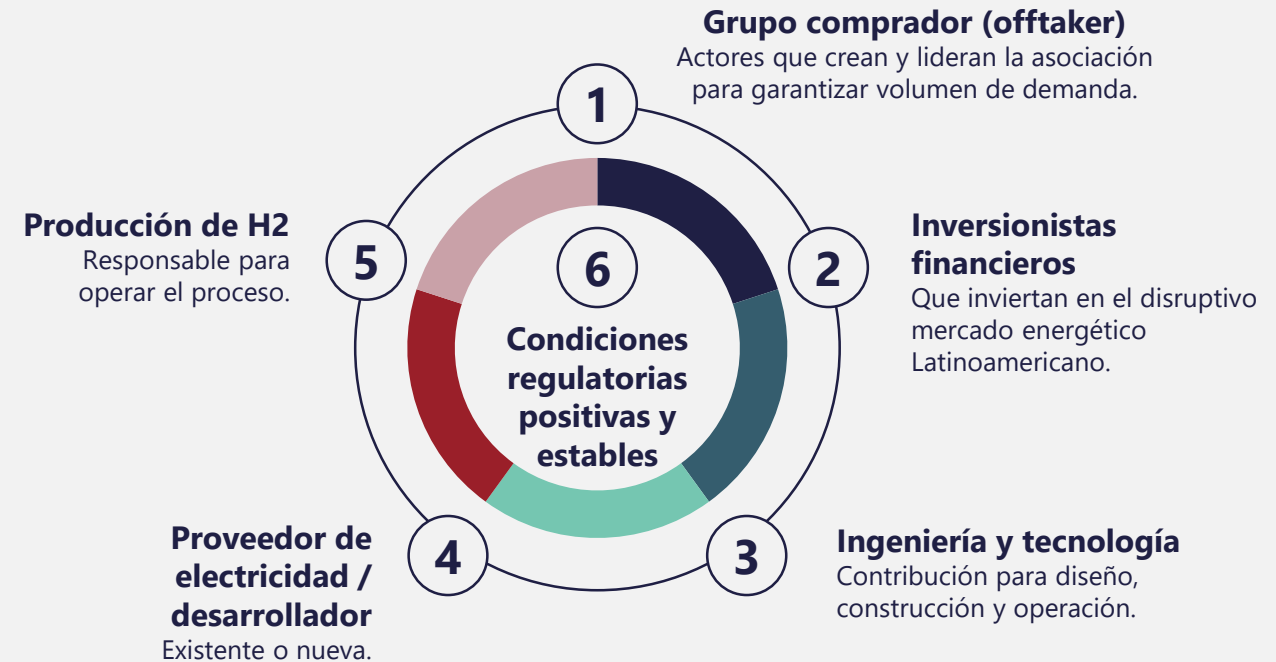 1
Grupo comprador (offtaker)
Actores que crean y lideran la asociación
para garantizar volumen de demanda.
2
Inversionistas
financieros
Que inviertan en el disruptivo
mercado energético
Latinoamericano.
3
Ingeniería y tecnología
Contribución para diseño,
construcción y operación.
4
Proveedor de
electricidad /
desarrollador
Existente o nueva.
5
Producción de H2
Responsable para
operar el proceso.
6
Condiciones
regulatorias
positivas y
estables